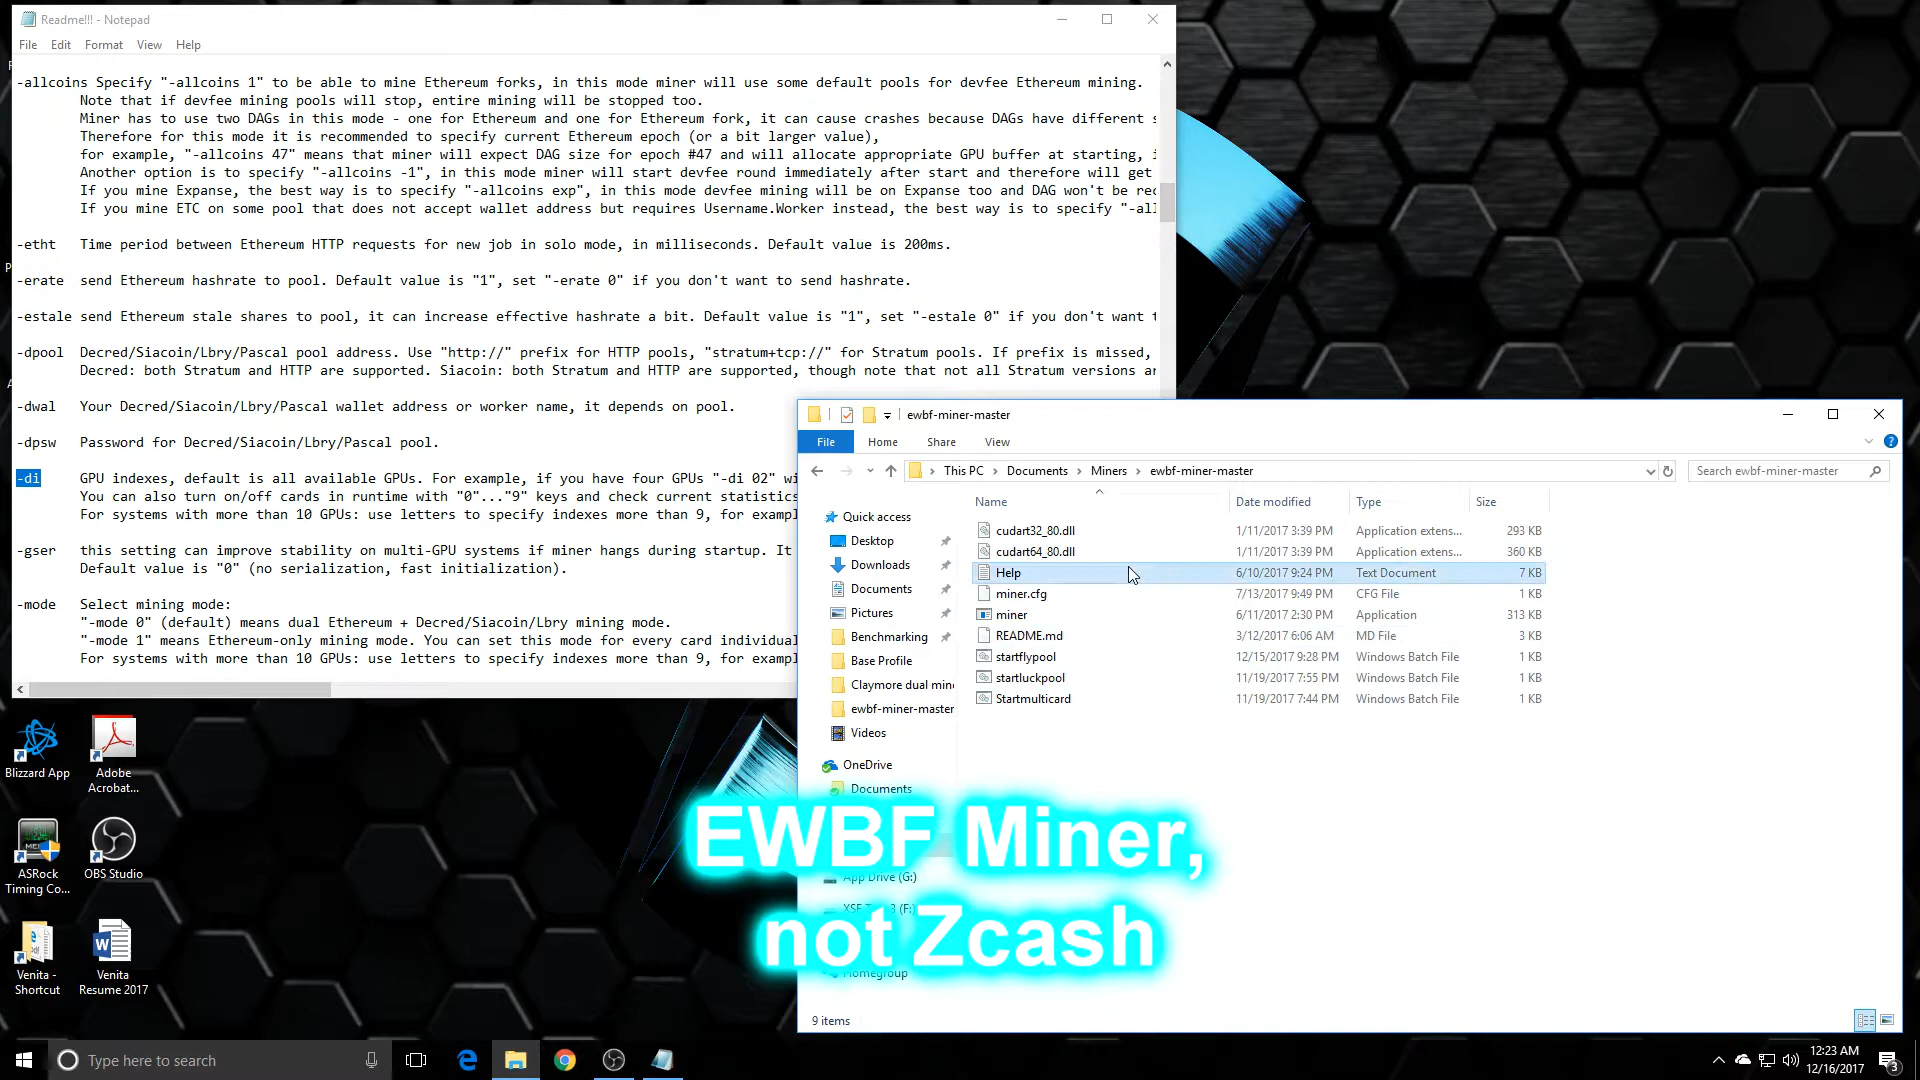 Readme!!! - Notepad
File Edit Format View Help
-allcoins Specify "-allcoins 1" to be able to mine Ethereum forks, in this mode miner will use some default pools for devfee Ethereum mining.
Note that if devfee mining pools will stop, entire mining will be stopped too.
Miner has to use two DAGs in this mode - one for Ethereum and one for Ethereum fork, it can cause crashes because DAGs have different s
Therefore for this mode it is recommended to specify current Ethereum epoch (or a bit larger value),
for example, "-allcoins 47" means that miner will expect DAG size for epoch #47 and will allocate appropriate GPU buffer at starting, i
Another option is to specify "-allcoins -1", in this mode miner will start devfee round immediately after start and therefore will get
If you mine Expanse, the best way is to specify "-allcoins exp", in this mode devfee mining will be on Expanse too and DAG won't be rec
If you mine ETC on some pool that does not accept wallet address but requires Username.Worker instead, the best way is to specify "-all
-etht Time period between Ethereum HTTP requests for new job in solo mode, in milliseconds. Default value is 200ms.
-erate send Ethereum hashrate to pool. Default value is "1", set "-erate 0" if you don't want to send hashrate.
-estale send Ethereum stale shares to pool, it can increase effective hashrate a bit. Default value is "1", set "-estale 0" if you don't want t
-dpool Decred/Siacoin/Lbry/Pascal pool address. Use "http://" prefix for HTTP pools, "stratum+tcp://" for Stratum pools. If prefix is missed,
Decred: both Stratum and HTTP are supported. Siacoin: both Stratum and HTTP are supported, though note that not all Stratum versions ar
-dwal Your Decred/Siacoin/Lbry/Pascal wallet address or worker name, it depends on pool.
-dpsw Password for Decred/Siacoin/Lbry/Pascal pool.
-di GPU indexes, default is all available GPUs. For example, if you have four GPUs "-di 02" wi
You can also turn on/off cards in runtime with "0"..."9" keys and check current statistics
For systems with more than 10 GPUs: use letters to specify indexes more than 9, for exampl
-gser this setting can improve stability on multi-GPU systems if miner hangs during startup. It
Default value is "0" (no serialization, fast initialization).
-mode Select mining mode:
"-mode 0" (default) means dual Ethereum + Decred/Siacoin/Lbry mining mode.
"-mode 1" means Ethereum-only mining mode. You can set this mode for every card individual
For systems with more than 10 GPUs: use letters to specify indexes more than 9, for exampl
ewbf-miner-master
File Home Share View
This PC Documents Miners ewbf-miner-master
Search ewbf-miner-master
Name Date modified Type Size
cudart32_80.dll 1/11/2017 3:39 PM Application extens... 293 KB
cudart64_80.dll 1/11/2017 3:39 PM Application extens... 360 KB
Help 6/10/2017 9:24 PM Text Document 7 KB
miner.cfg 7/13/2017 9:49 PM CFG File 1 KB
miner 6/11/2017 2:30 PM Application 313 KB
README.md 3/12/2017 6:06 AM MD File 3 KB
startflypool 12/15/2017 9:28 PM Windows Batch File 1 KB
startluckpool 11/19/2017 7:55 PM Windows Batch File 1 KB
Startmulticard 11/19/2017 7:44 PM Windows Batch File 1 KB
Quick access
Desktop
Downloads
Documents
Pictures
Benchmarking
Base Profile
Claymore dual mine
ewbf-miner-master
Videos
OneDrive
Documents
App Drive (G:)
Homegroup
9 items
EWBF Miner,
not Zcash
Blizzard App
Adobe
Acrobat...
ASRock
Timing Co...
OBS Studio
Venita -
Shortcut
Venita
Resume 2017
Type here to search
12:23 AM
12/16/2017
3